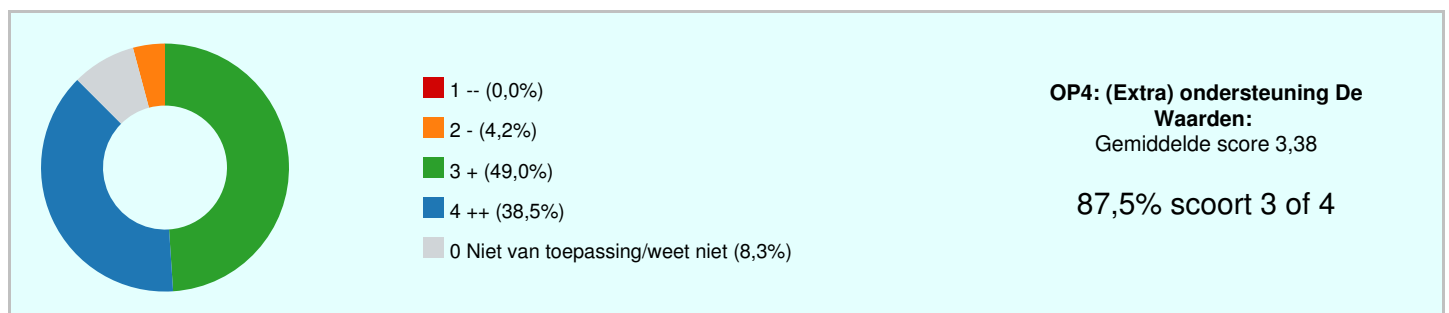 1 -- (0,0%)
2 - (4,2%)
3 + (49,0%)
4 ++ (38,5%)
0 Niet van toepassing/weet niet (8,3%)
OP4: (Extra) ondersteuning De
Waarden:
Gemiddelde score 3,38
87,5% scoort 3 of 4